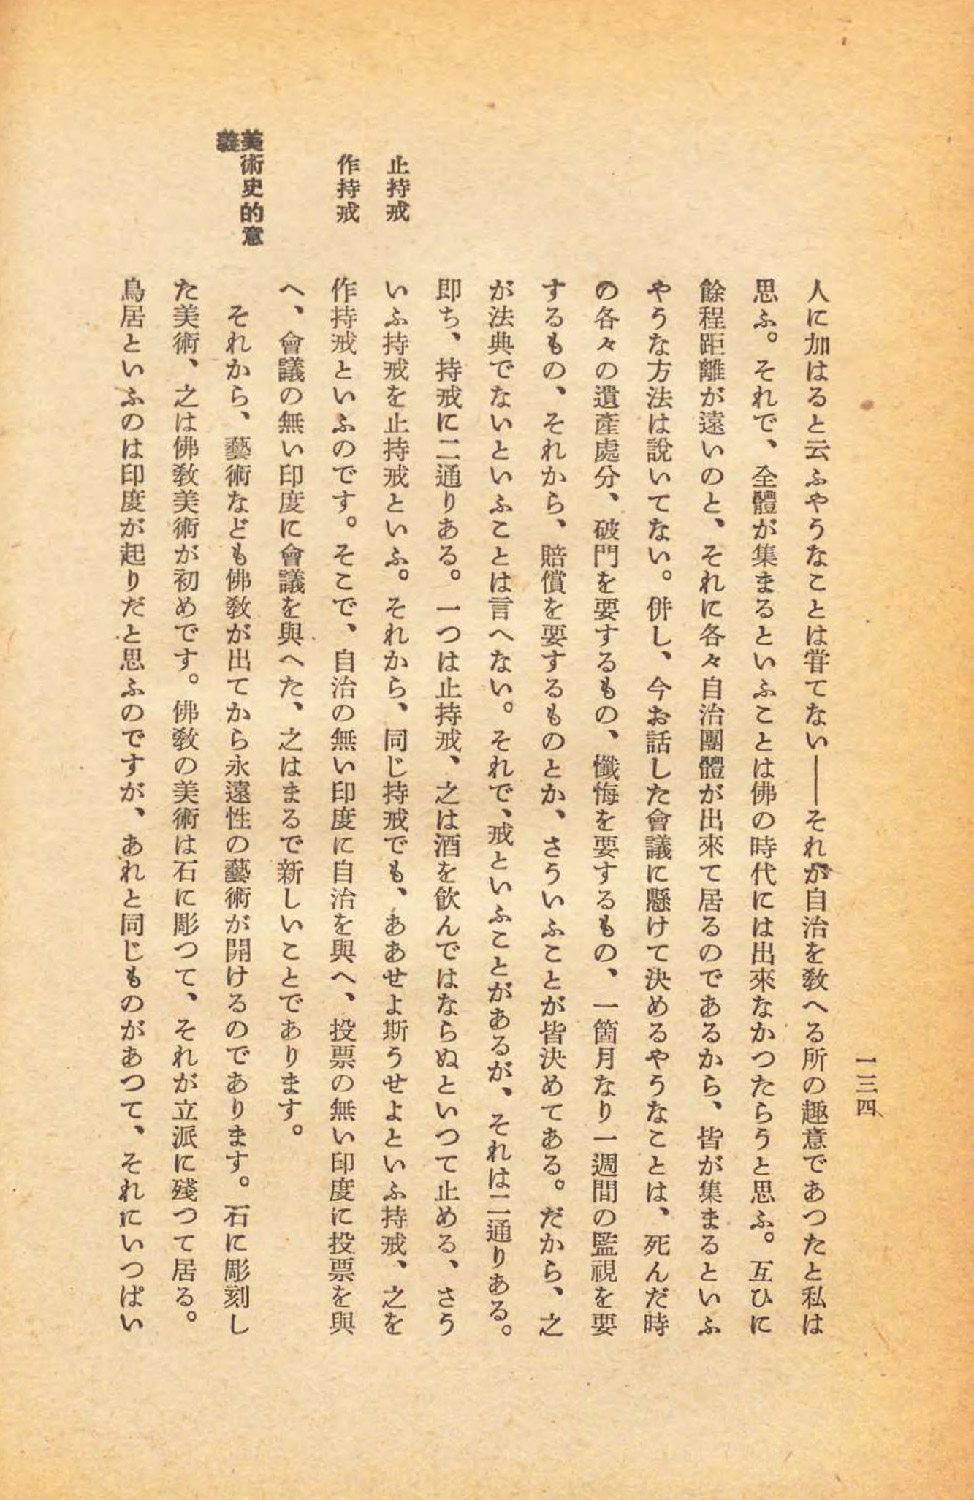 一三四
人に加はると云ふやうなことは甞てない――それが自治を敎へる所の趣意であつたと私は
思ふ。それで、全體が集まるといふことは佛の時代には出來なかつたらうと思ふ。互ひに
餘程距離が遠いのと、それに各々自治團體が出來て居るのであるから、皆が集まるといふ
やうな方法は說いてない。併し、今お話した會議に懸けて決めるやうなことは、死んだ時
の各々の遺產處分、破門を要するもの、懺悔を要するもの、一箇月なり一週間の監視を要
するもの、それから、賠償を要するものとか、さういふことが皆決めてある。だから、之
が法典でないといふことは言へない。それで、戒といふことがあるが、それは二通りある。
卽ち、持戒に二通りある。一つは止持戒、之は酒を飮んではならぬといつて止める、さう
止持戒
いふ持戒を止持戒といふ。それから、同じ持戒でも、ああせよ斯うせよといふ持戒、之を
作持戒
作持戒といふのです。そこで、自治の無い印度に自治を與へ、投票の無い印度に投票を與
へ、會議の無い印度に會議を與へた、之はまるで新しいことであります。
美術史的意
義
それから、藝術なども佛敎が出てから永遠性の藝術が開けるのであります。石に彫刻し
た美術、之は佛敎美術が初めです。佛敎の美術は石に彫つて、それが立派に殘つて居る。
鳥居といふのは印度が起りだと思ふのですが、あれと同じものがあつて、それにいつぱい